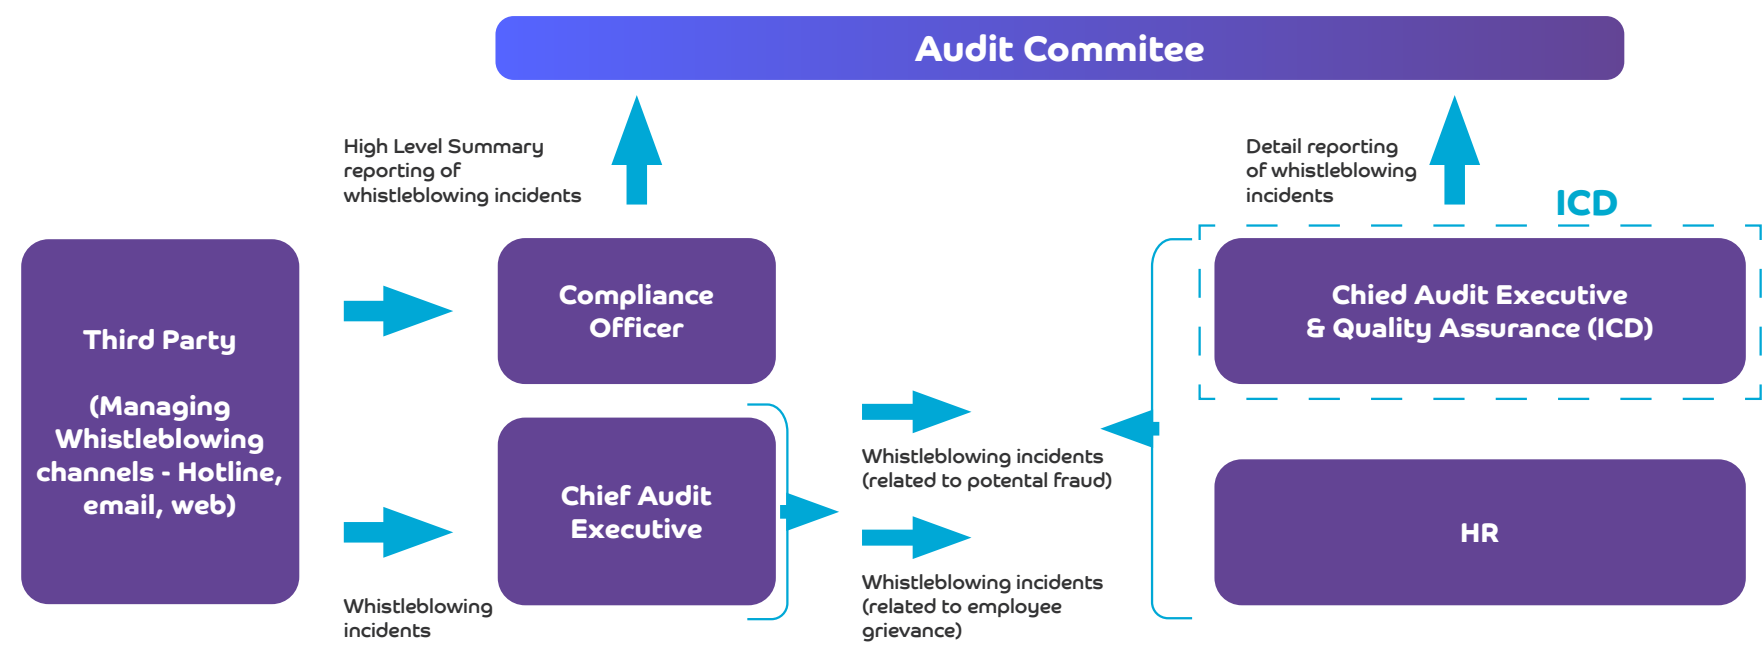 Audit Commitee
High Level Summary
reporting of
whistleblowing incidents
Detail reporting
of whistleblowing
incidents
ICD
Third Party
(Managing
Whistleblowing
channels - Hotline,
email, web)
Compliance
Officer
Chied Audit Executive
& Quality Assurance (ICD)
Chief Audit
Executive
Whistleblowing incidents
(related to potental fraud)
HR
Whistleblowing
incidents
Whistleblowing incidents
(related to employee
grievance)